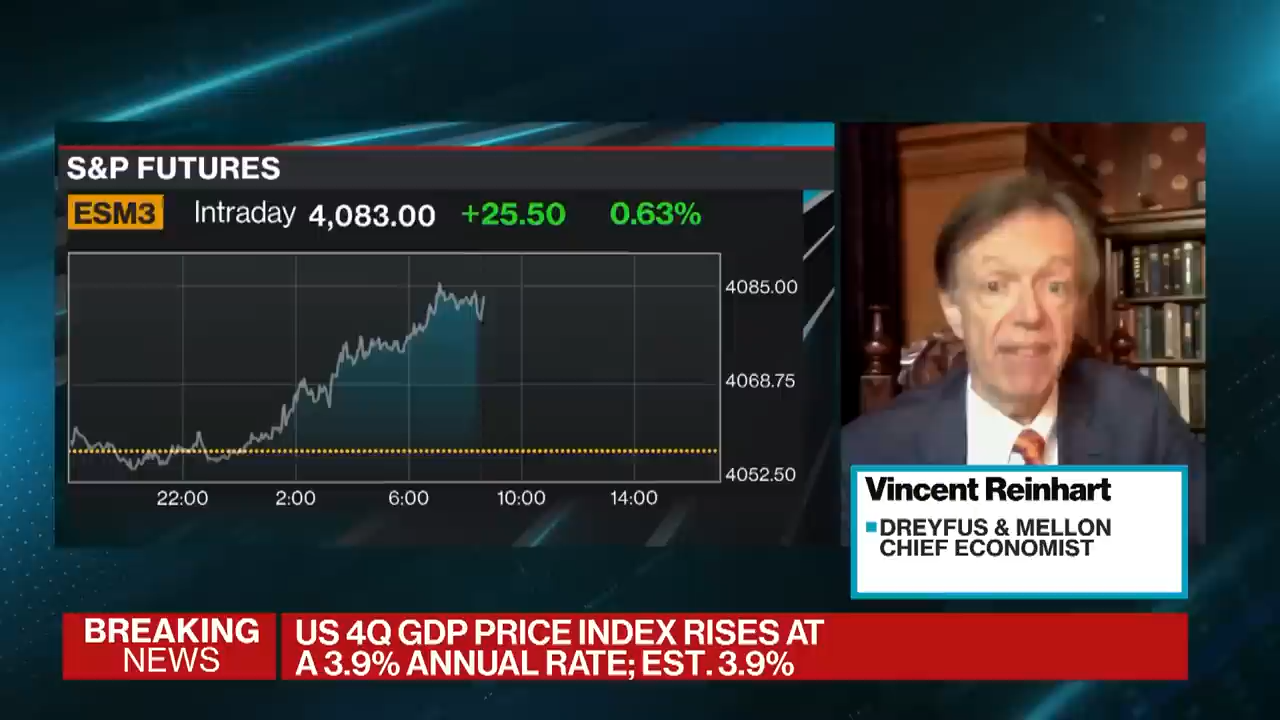 S&P FUTURES
ESM3 Intraday 4,083.00 +25.50 0.63%
4085.00
4068.75
4052.50
22:00 2:00 6:00 10:00 14:00
Vincent Reinhart
DREYFUS & MELLON
CHIEF ECONOMIST
BREAKING
NEWS
US 4Q GDP PRICE INDEX RISES AT
A 3.9% ANNUAL RATE; EST. 3.9%